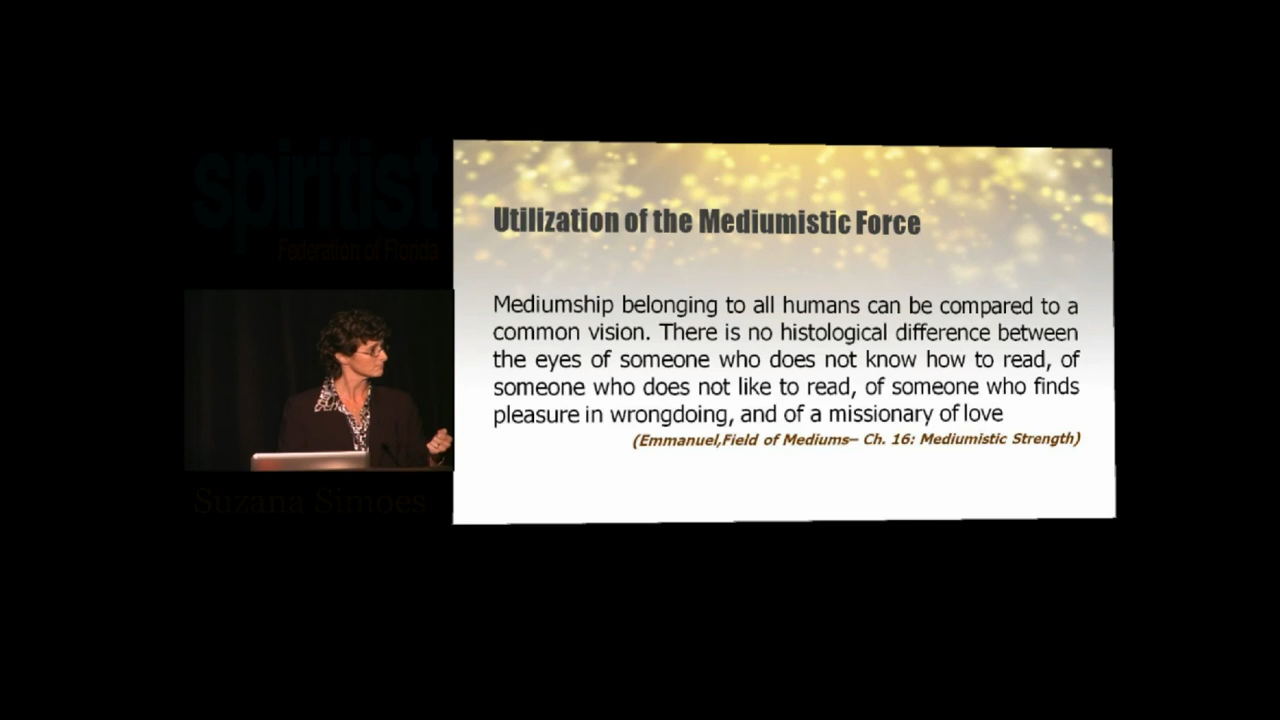 spiritist
Federation of Florida
Suzana Simoes
Utilization of the Mediumistic Force
Mediumship belonging to all humans can be compared to a
common vision. There is no histological difference between
the eyes of someone who does not know how to read, of
someone who does not like to read, of someone who finds
pleasure in wrongdoing, and of a missionary of love
(Emmanuel,Field of Mediums– Ch. 16: Mediumistic Strength)